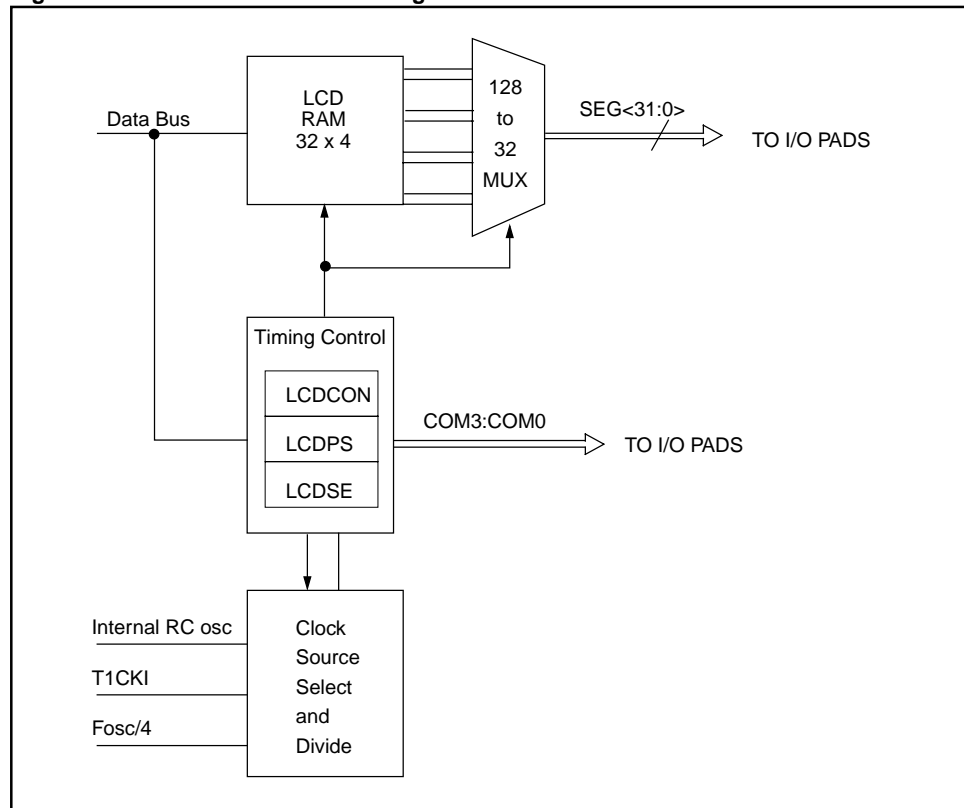 Data Bus
LCD
RAM
32 x 4
128
to
32
MUX
SEG<31:0>
TO I/O PADS
Timing Control
LCDCON
LCDPS
LCDSE
COM3:COM0
TO I/O PADS
Internal RC osc
T1CKI
Fosc/4
Clock
Source
Select
and
Divide